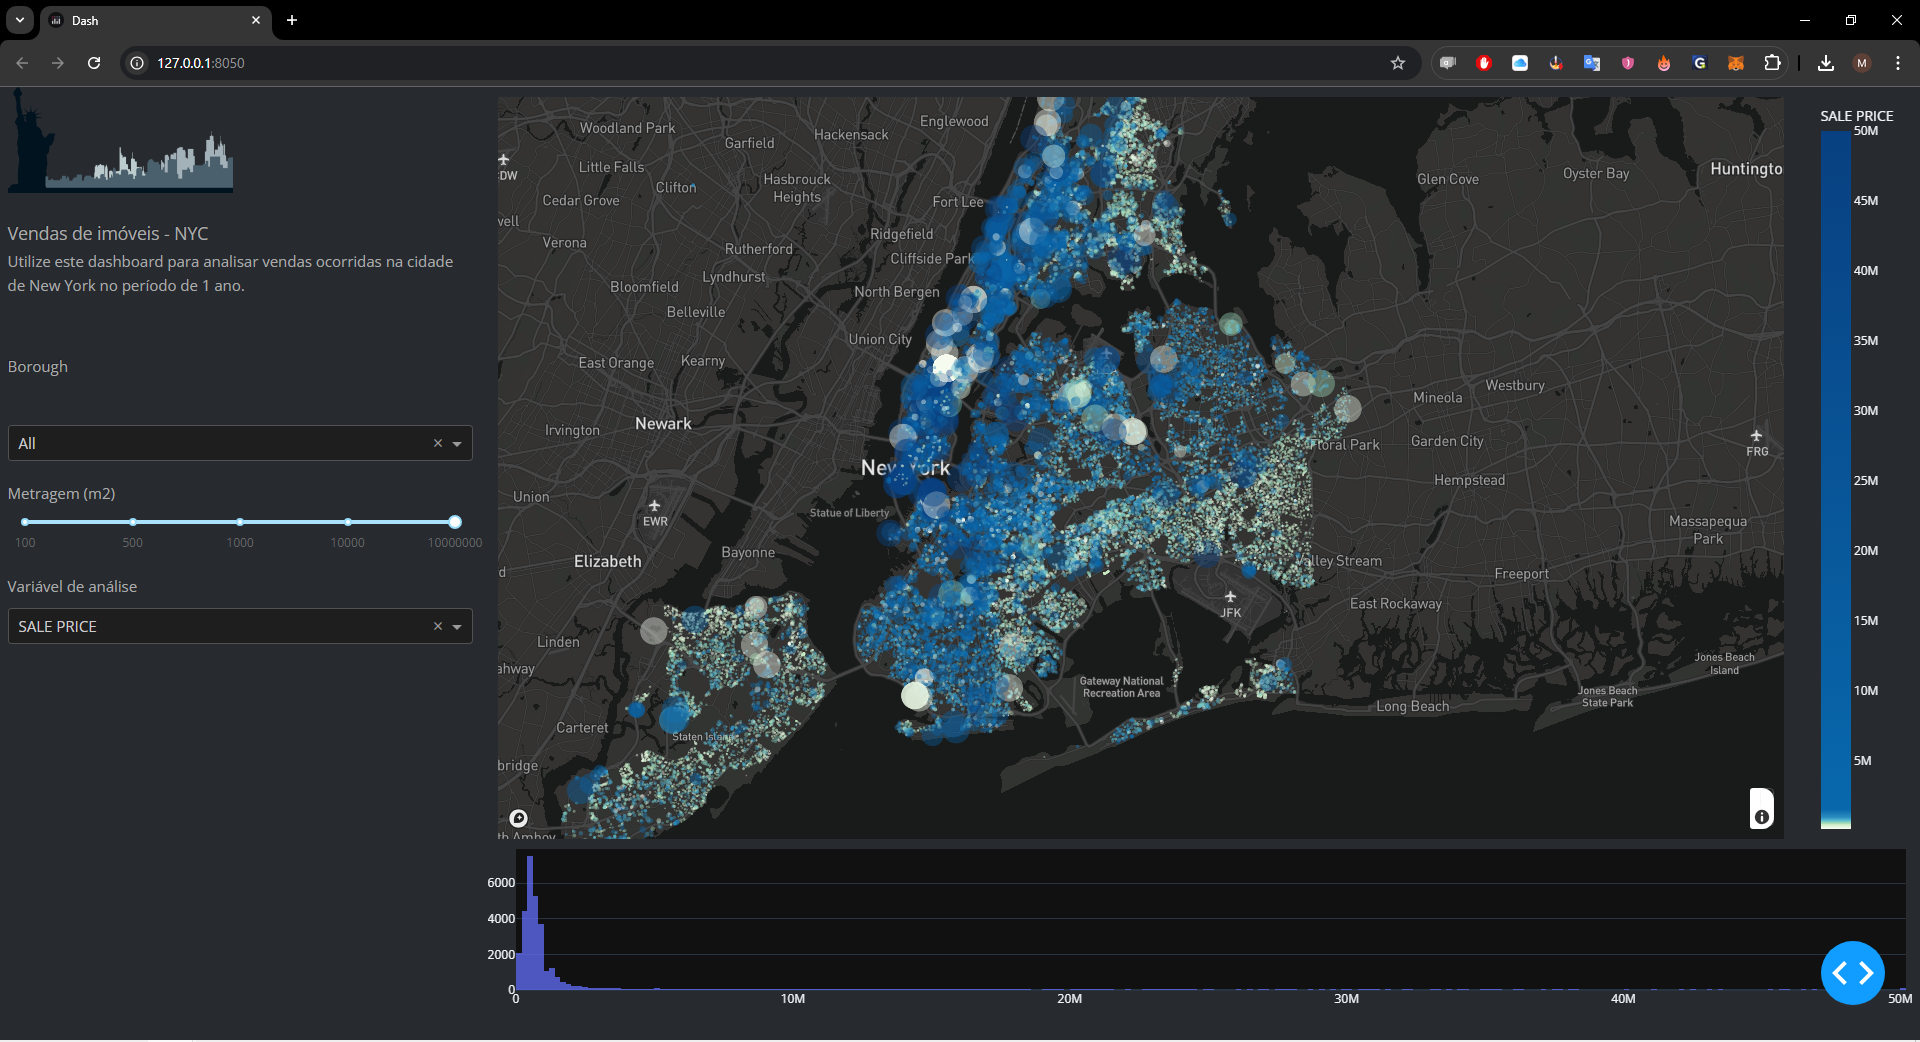 Dash
127.0.0.1:8050
M
Vendas de imóveis - NYC
Utilize este dashboard para analisar vendas ocorridas na cidade
de New York no período de 1 ano.
Borough
All
Metragem (m2)
100 500 1000 10000 10000000
Variável de análise
SALE PRICE
Woodland Park
Garfield
Hackensack
Englewood
Little Falls
CDW
Clifton
Hasbrouck
Heights
Cedar Grove
Fort Lee
well
Verona
Rutherford
Ridgefield
Cliffside Park
Lyndhurst
Bloomfield
North Bergen
Belleville
Union City
East Orange
Kearny
Newark
Irvington
New York
Union
EWR
Statue of Liberty
Bayonne
Elizabeth
d
Linden
ahway
Carteret
Staten Island
bridge
th Amboy
Glen Cove
Oyster Bay
Huntingto
Westbury
Mineola
Floral Park
Garden City
FRG
Hempstead
Massapequa
Park
Valley Stream
Freeport
JFK
East Rockaway
Jones Beach
Island
Gateway National
Recreation Area
Jones Beach
State Park
Long Beach
SALE PRICE
50M
45M
40M
35M
30M
25M
20M
15M
10M
5M
6000
4000
2000
0
0 10M 20M 30M 40M 50M